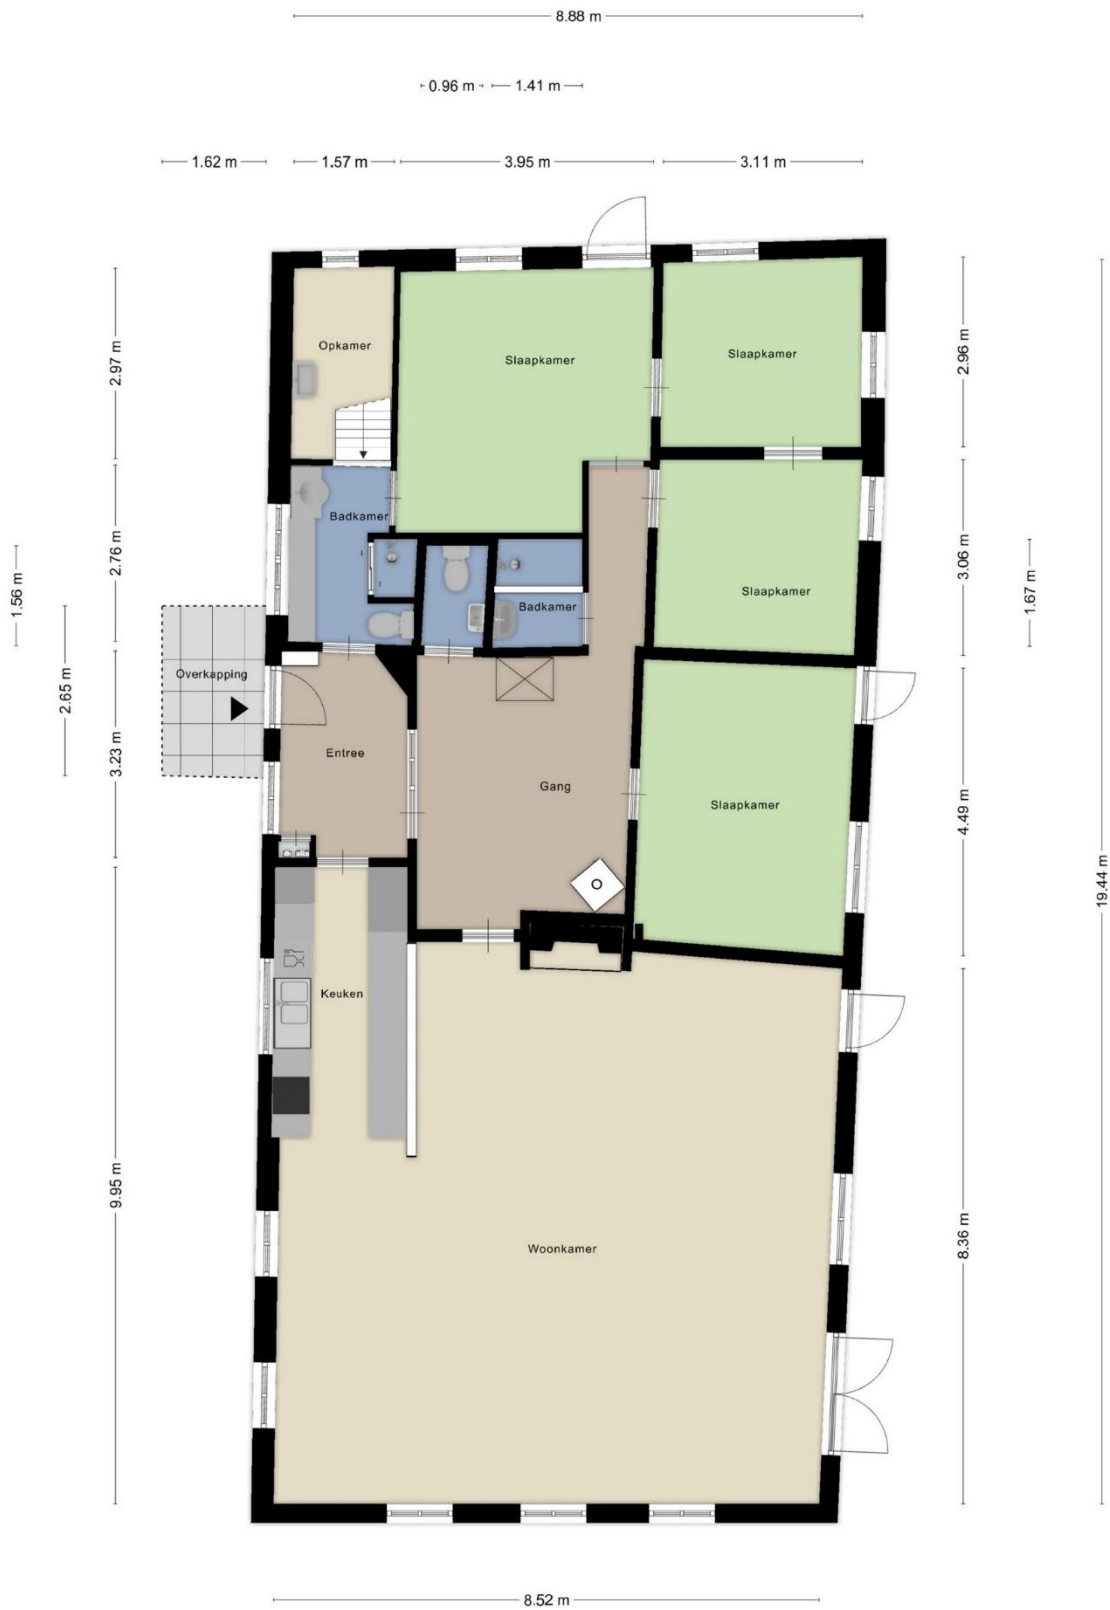 8.88 m
0.96 m
1.41 m
1.62 m
1.57 m
3.95 m
3.11 m
2.97 m
2.96 m
19.44 m
Opkamer
Slaapkamer
Slaapkamer
Badkamer
2.76 m
3.06 m
1.56 m
1.67 m
Slaapkamer
Badkamer
Overkapping
2.65 m
3.23 m
Entree
Gang
Slaapkamer
4.49 m
Keuken
9.95 m
8.36 m
Woonkamer
8.52 m